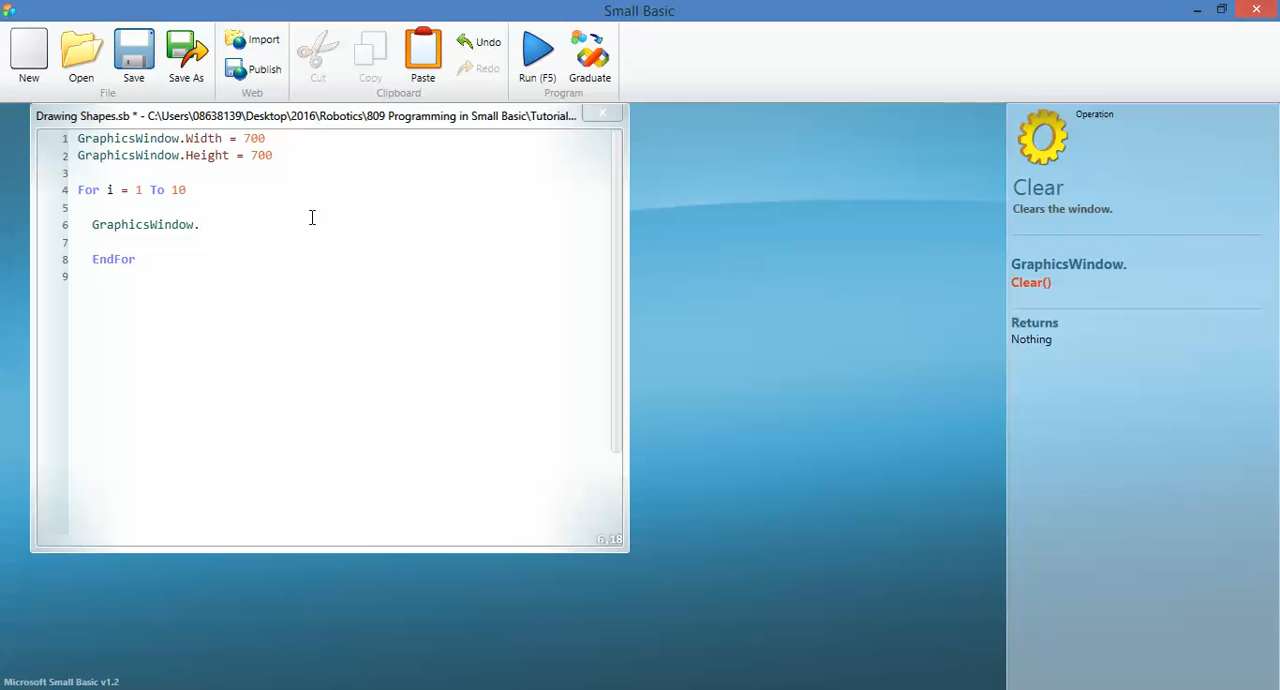 Small Basic
New
Open
Save
Save As
Import
Publish
Cut
Copy
Paste
Undo
Redo
Run (F5)
Graduate
File
Web
Clipboard
Program
Drawing Shapes.sb * - C:\Users\08638139\Desktop\2016\Robotics\809 Programming in Small Basic\Tutorial...
1 GraphicsWindow.Width = 700
2 GraphicsWindow.Height = 700
3
4 For i = 1 To 10
5
6 GraphicsWindow.
7
8 EndFor
9
6,18
Operation
Clear
Clears the window.
GraphicsWindow.
Clear()
Returns
Nothing
Microsoft Small Basic v1.2